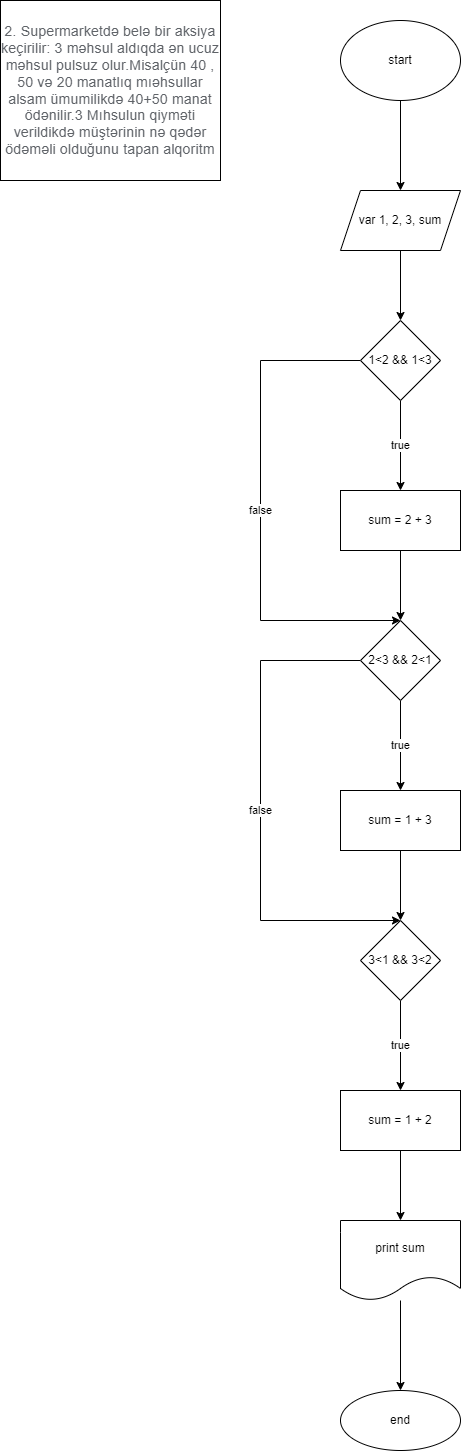 2. Supermarketdə belə bir aksiya
keçirilir: 3 məhsul aldıqda ən ucuz
məhsul pulsuz olur.Misalçün 40 ,
50 və 20 manatlıq mıəhsullar
alsam ümumilikdə 40+50 manat
ödənilir.3 Mıhsulun qiyməti
verildikdə müştərinin nə qədər
ödəməli olduğunu tapan alqoritm
start
var 1, 2, 3, sum
1<2 && 1<3
true
false
sum = 2 + 3
2<3 && 2<1
true
false
sum = 1 + 3
3<1 && 3<2
true
sum = 1 + 2
print sum
end